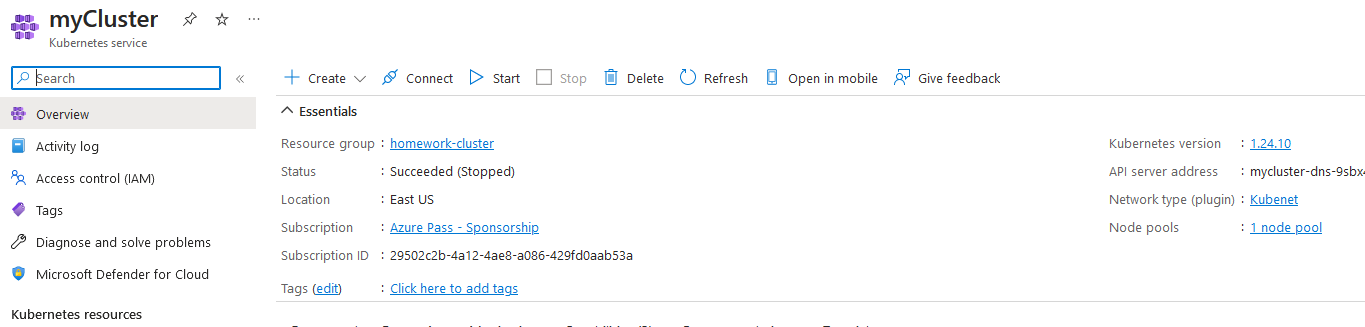 myCluster
Kubernetes service
Search
Overview
Activity log
Access control (IAM)
Tags
Diagnose and solve problems
Microsoft Defender for Cloud
Kubernetes resources
Create Connect Start Stop Delete Refresh Open in mobile Give feedback
Essentials
Resource group : homework-cluster
Status : Succeeded (Stopped)
Location : East US
Subscription : Azure Pass - Sponsorship
Subscription ID : 29502c2b-4a12-4ae8-a086-429fd0aab53a
Tags (edit) : Click here to add tags
Kubernetes version : 1.24.10
API server address : mycluster-dns-9sbx4
Network type (plugin) : Kubenet
Node pools : 1 node pool